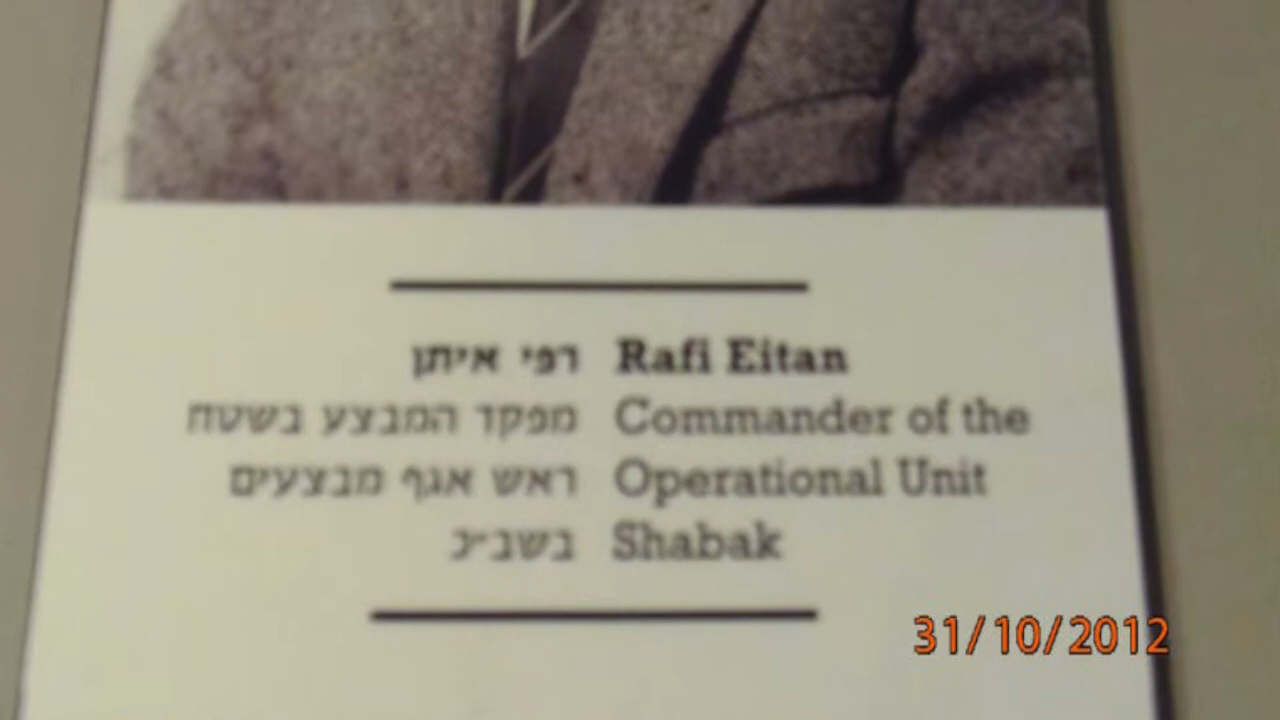 רפי איתן Rafi Eitan
מפקד המבצע בשטח Commander of the
ראש אגף מבצעים Operational Unit
בשב״כ Shabak
31/10/2012